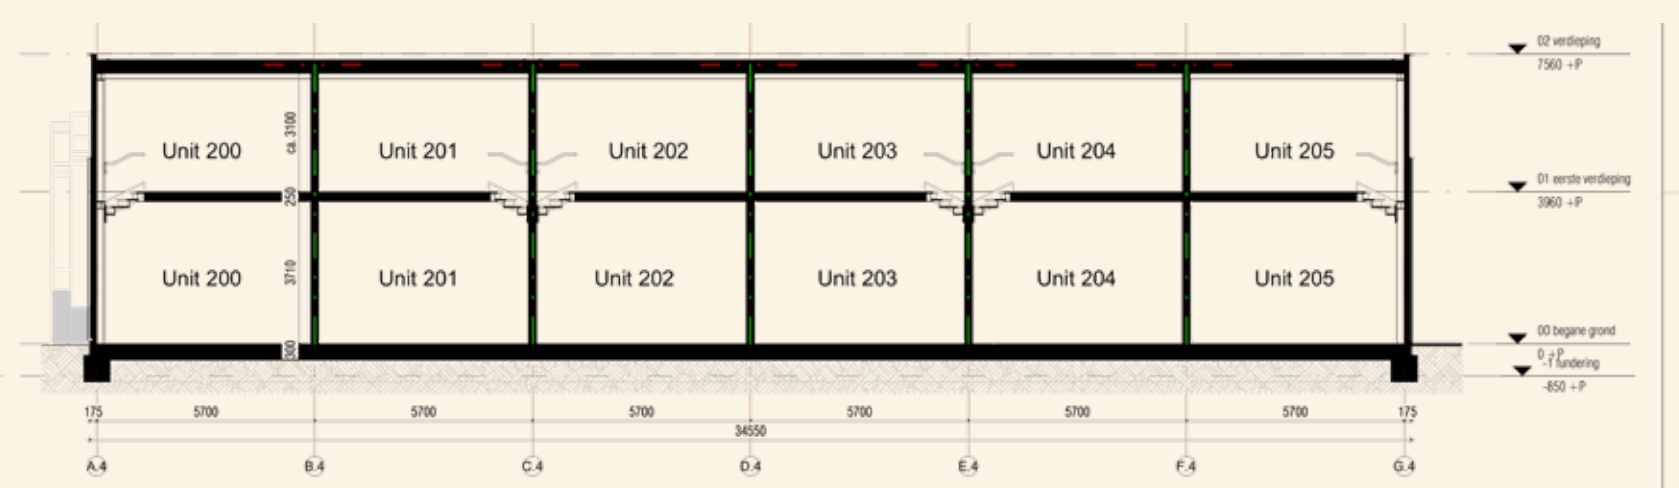 02 verdieping
7560 +P
Unit 200 Unit 201 Unit 202 Unit 203 Unit 204 Unit 205
ca. 3100
01 eerste verdieping
3960 +P
250
Unit 200 Unit 201 Unit 202 Unit 203 Unit 204 Unit 205
3710
00 begane grond
0 +P
300
-1 fundering
-850 +P
175 5700 5700 5700 5700 5700 5700 175
34550
A.4 B.4 C.4 D.4 E.4 F.4 G.4